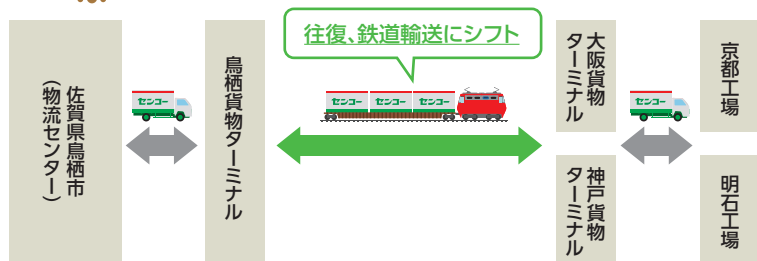 往復、鉄道輸送にシフト
佐賀県鳥栖市
(物流センター)
センコー
鳥栖貨物ターミナル
センコー センコー センコー
大阪貨物
ターミナル
神戸貨物
ターミナル
センコー
京都工場
明石工場